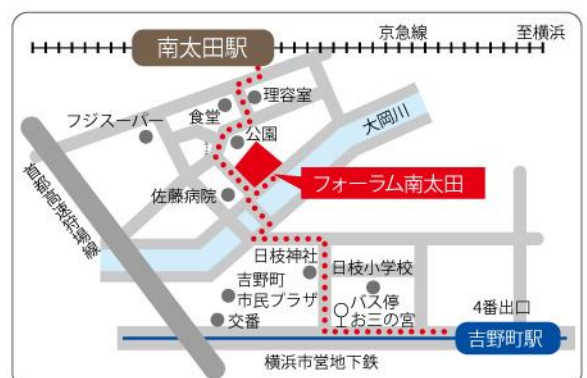 京急線
至横浜
南太田駅
理容室
食堂
フジスーパー
公園
大岡川
首都高速狩場線
佐藤病院
フォーラム南太田
日枝神社
日枝小学校
吉野町
市民プラザ
バス停
お三の宮
4番出口
交番
吉野町駅
横浜市営地下鉄